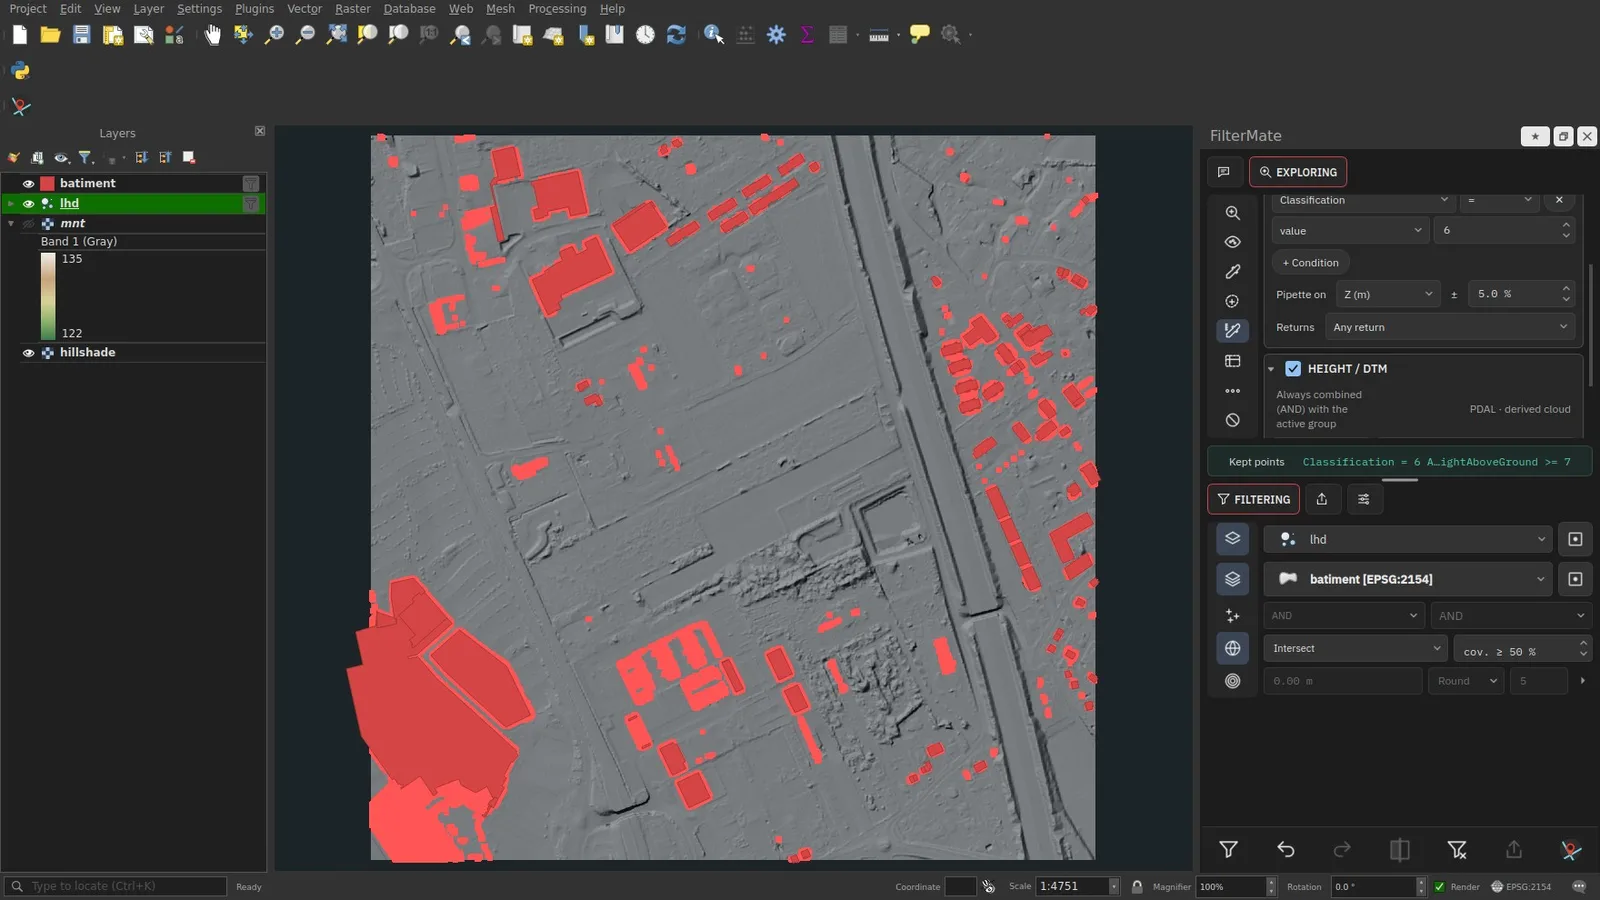 Project Edit View Layer Settings Plugins Vector Raster Database Web Mesh Processing Help
Layers
batiment
lhd
mnt
Band 1 (Gray)
135
122
hillshade
FilterMate
EXPLORING
Classification =
value 6
+ Condition
Pipette on Z (m) ± 5.0 %
Returns Any return
HEIGHT / DTM
Always combined
(AND) with the
active group
PDAL · derived cloud
Kept points Classification = 6 A…ightAboveGround >= 7
FILTERING
lhd
batiment [EPSG:2154]
AND AND
Intersect cov. ≥ 50 %
0.00 m Round 5
Type to locate (Ctrl+K) Ready Coordinate Scale 1:4751 Magnifier 100% Rotation 0.0 ° Render EPSG:2154